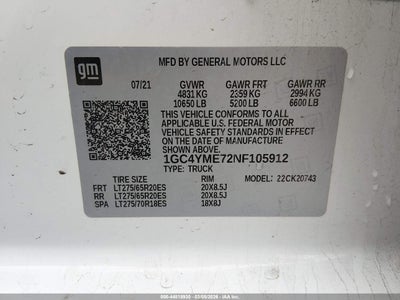 gm
MFD BY GENERAL MOTORS LLC
07/21 GVWR GAWR FRT GAWR RR
4831 KG 2359 KG 2994 KG
10650 LB 5200 LB 6600 LB
THIS VEHICLE CONFORMS TO ALL
APPLICABLE U.S. FEDERAL MOTOR
VEHICLE SAFETY STANDARDS IN
EFFECT ON THE DATE OF MANUFACTURE
SHOWN ABOVE.
1GC4YME72NF105912
TYPE: TRUCK
TIRE SIZE RIM MODEL: 22CK20743
FRT LT275/65R20ES 20X8.5J
RR LT275/65R20ES 20X8.5J
SPA LT275/70R18ES 18X8J